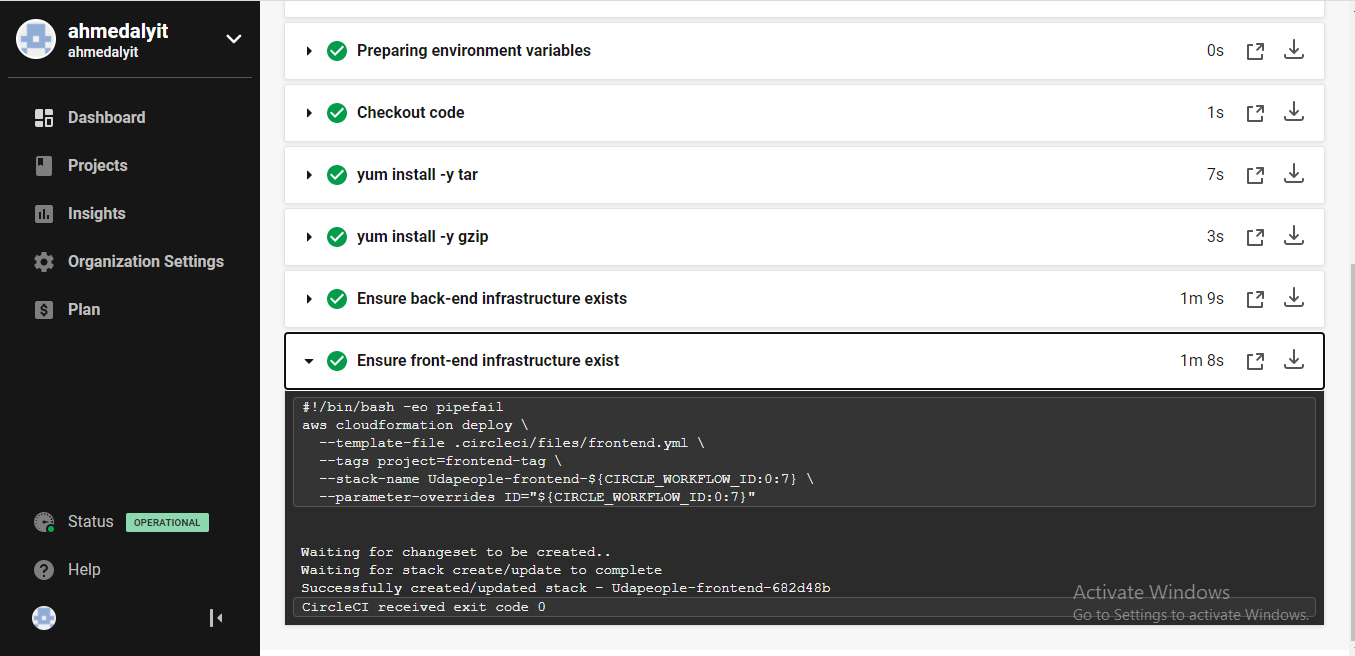 ahmedalyit
ahmedalyit
Dashboard
Projects
Insights
Organization Settings
Plan
Status OPERATIONAL
Help
Preparing environment variables 0s
Checkout code 1s
yum install -y tar 7s
yum install -y gzip 3s
Ensure back-end infrastructure exists 1m 9s
Ensure front-end infrastructure exist 1m 8s
#!/bin/bash -eo pipefail
aws cloudformation deploy \
  --template-file .circleci/files/frontend.yml \
  --tags project=frontend-tag \
  --stack-name Udapeople-frontend-${CIRCLE_WORKFLOW_ID:0:7} \
  --parameter-overrides ID="${CIRCLE_WORKFLOW_ID:0:7}"
Waiting for changeset to be created..
Waiting for stack create/update to complete
Successfully created/updated stack - Udapeople-frontend-682d48b
CircleCI received exit code 0
Activate Windows
Go to Settings to activate Windows.